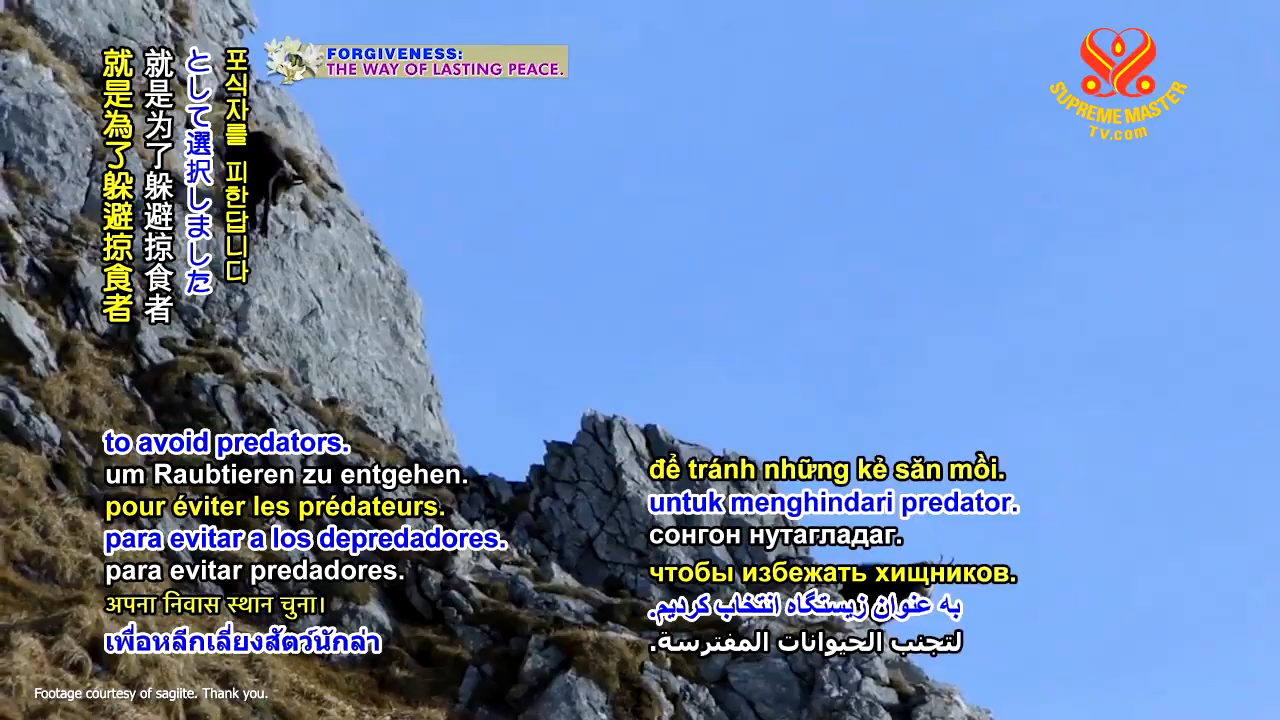 FORGIVENESS:
THE WAY OF LASTING PEACE.
SUPREME MASTER
TV.com
포식자를 피한답니다
として選択しました
就是为了躲避掠食者
就是為了躲避掠食者
to avoid predators.
um Raubtieren zu entgehen.
pour éviter les prédateurs.
para evitar a los depredadores.
para evitar predadores.
अपना निवास स्थान चुना।
เพื่อหลีกเลี่ยงสัตว์นักล่า
để tránh những kẻ săn mồi.
untuk menghindari predator.
сонгон нутагладаг.
чтобы избежать хищников.
به عنوان زیستگاه انتخاب کردیم.
لتجنب الحيوانات المفترسة.
Footage courtesy of sagiite. Thank you.